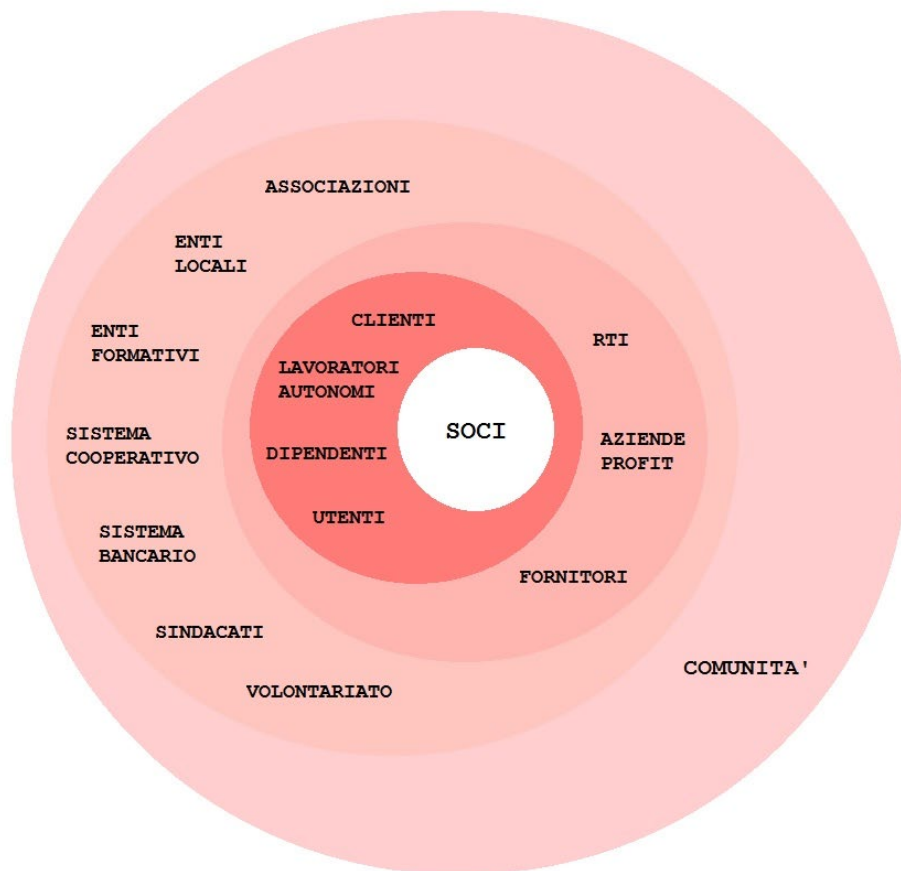 ASSOCIAZIONI
ENTI
LOCALI
ENTI
FORMATIVI
SISTEMA
COOPERATIVO
SISTEMA
BANCARIO
SINDACATI
VOLONTARIATO
CLIENTI
LAVORATORI
AUTONOMI
DIPENDENTI
UTENTI
SOCI
RTI
AZIENDE
PROFIT
FORNITORI
COMUNITA'